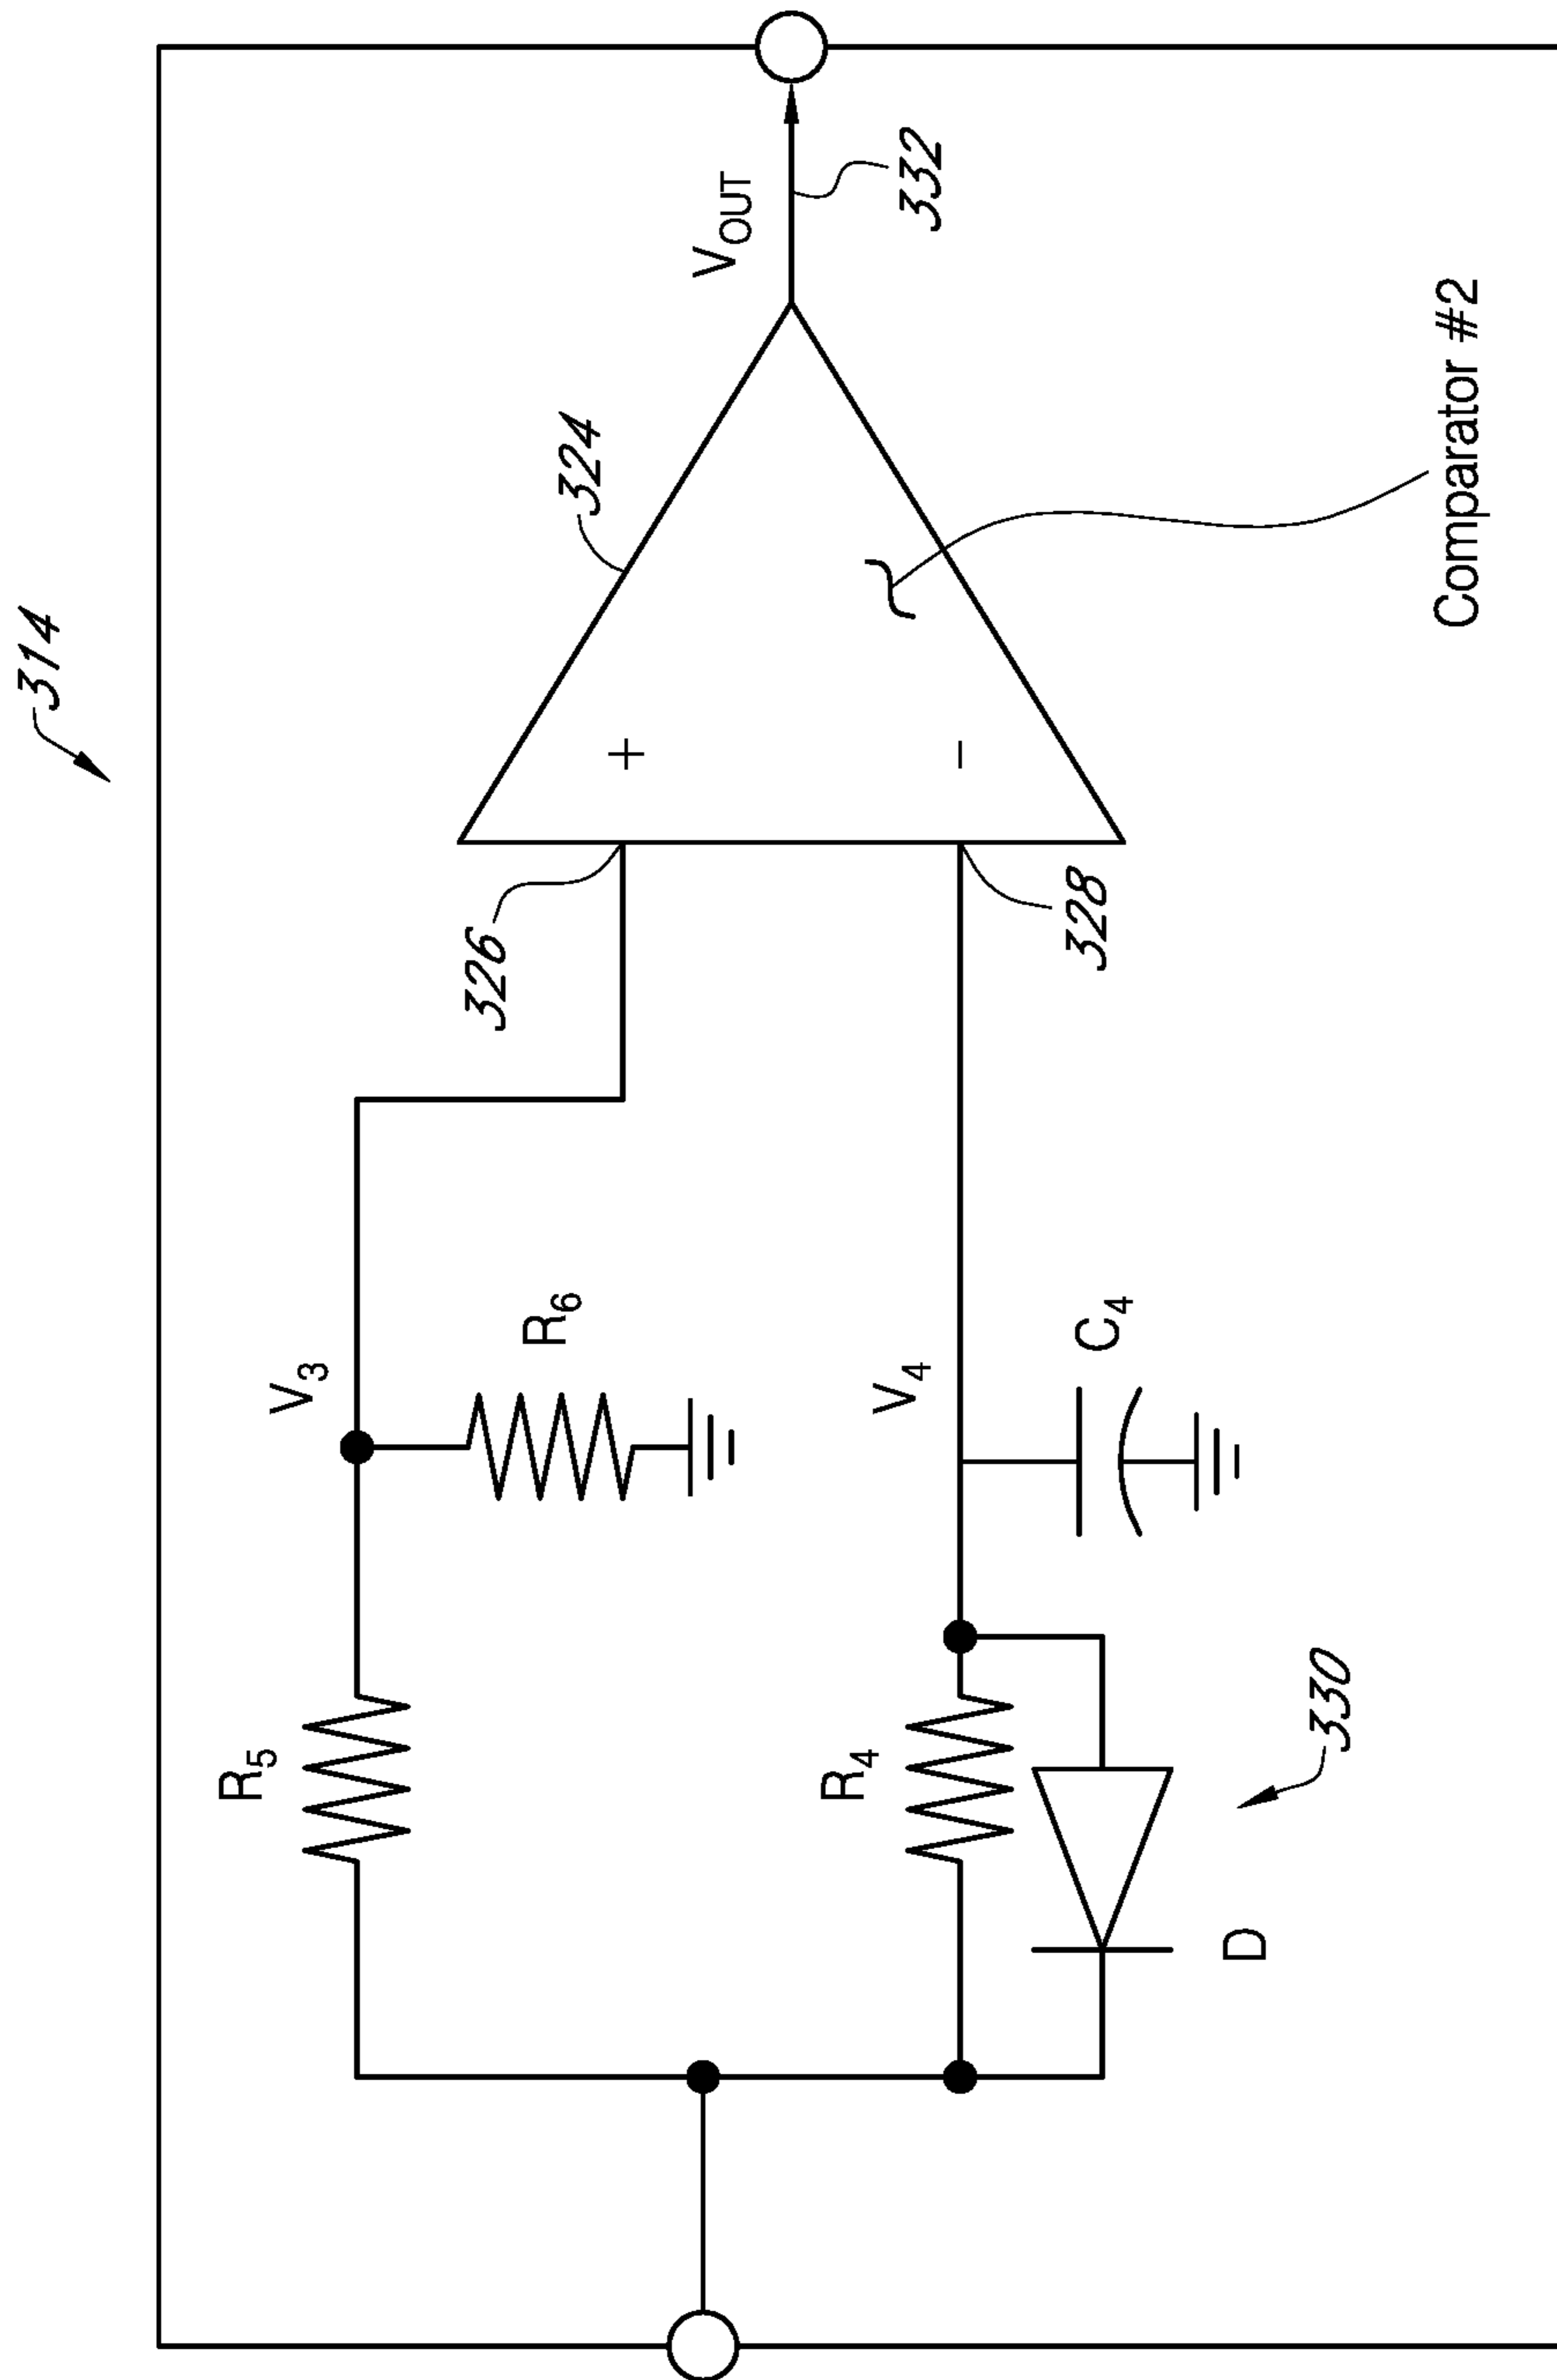 314
324
V_OUT
332
+
−
326
328
Comparator #2
V₃
R₅
R₆
V₄
R₄
C₄
D
330